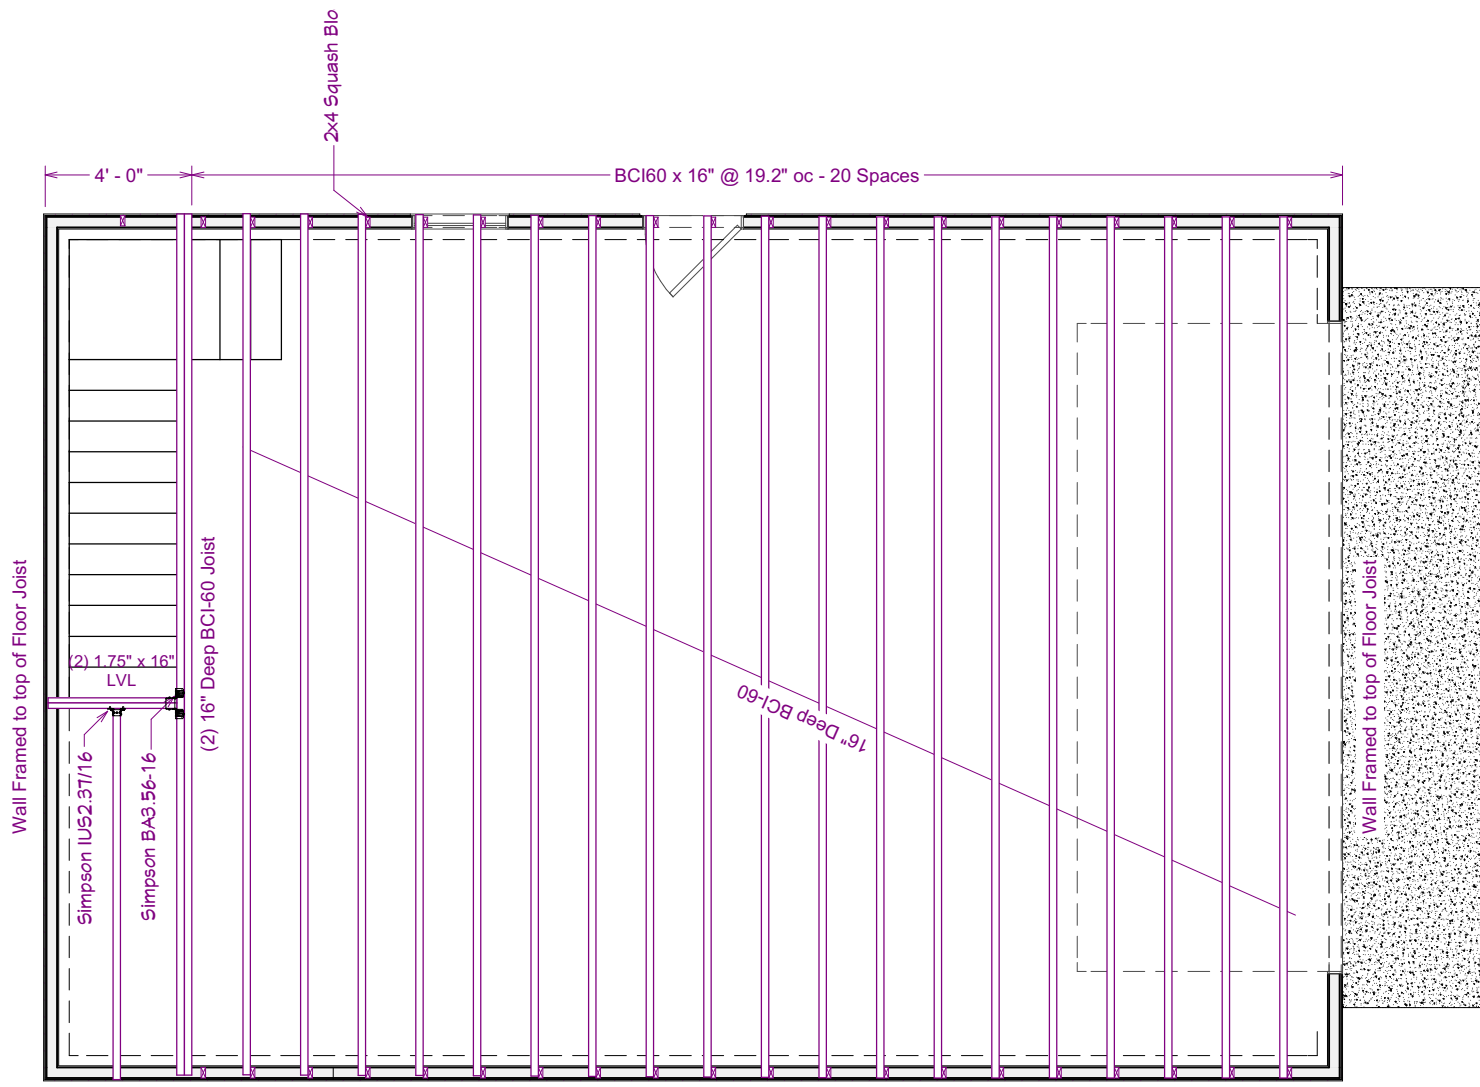 2x4 Squash Blo
4' - 0"
BCI60 x 16" @ 19.2" oc - 20 Spaces
Wall Framed to top of Floor Joist
(2) 16" Deep BCI-60 Joist
(2) 1.75" x 16"
LVL
Simpson IUS2.37/16
Simpson BA3.56-16
16" Deep BCI-60
Wall Framed to top of Floor Joist